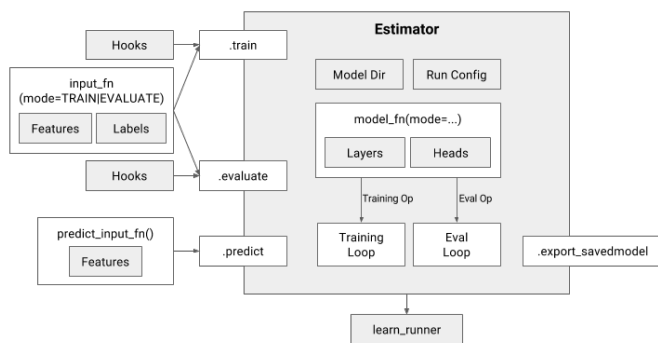 Estimator
Hooks
.train
input_fn
(mode=TRAIN|EVALUATE)
Features
Labels
Model Dir
Run Config
model_fn(mode=...)
Layers
Heads
Hooks
.evaluate
Training Op
Eval Op
predict_input_fn()
Features
.predict
Training
Loop
Eval
Loop
.export_savedmodel
learn_runner